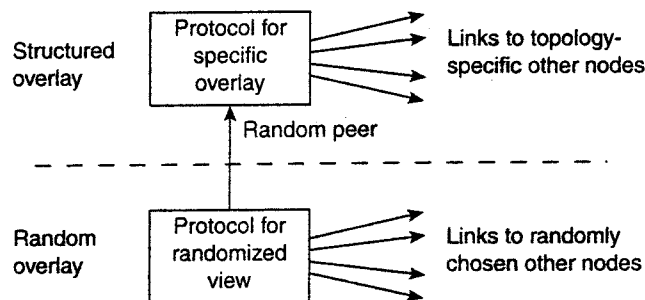 Structured
overlay
Protocol for
specific
overlay
Links to topology-
specific other nodes
Random peer
Random
overlay
Protocol for
randomized
view
Links to randomly
chosen other nodes